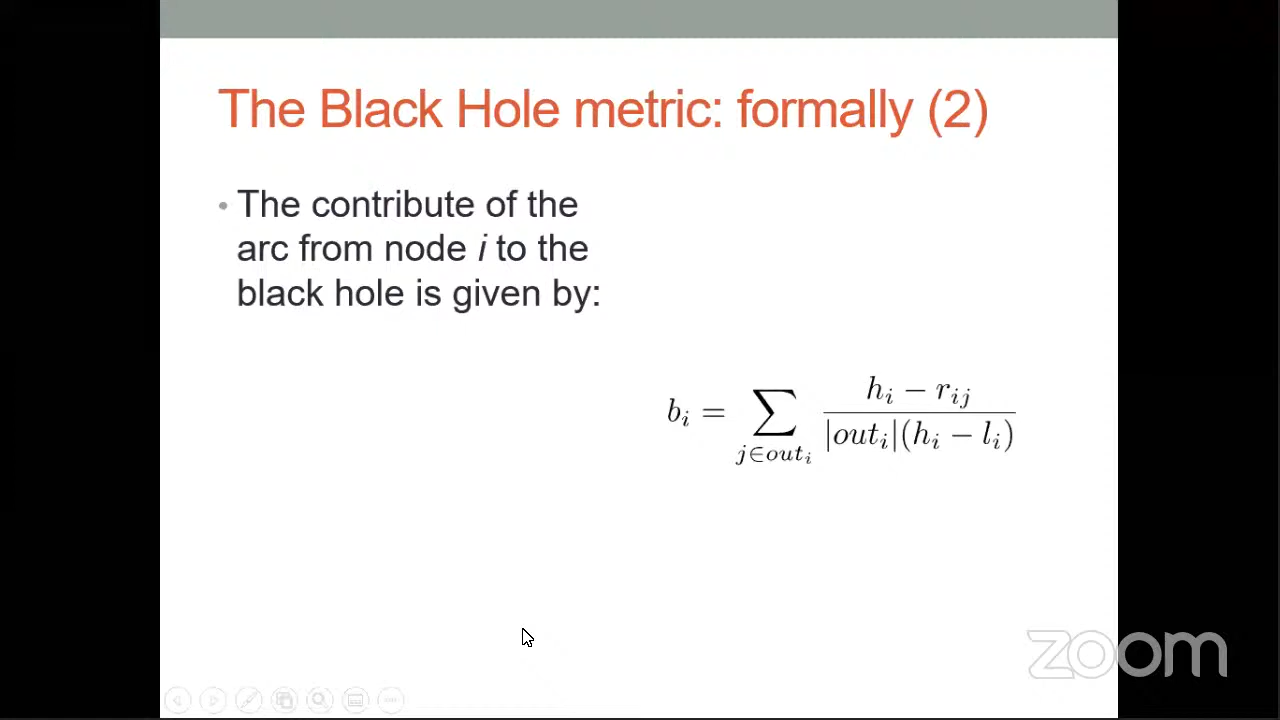 The Black Hole metric: formally (2)
• The contribute of the
arc from node i to the
black hole is given by:
b_i = \sum_{j \in out_i} \frac{h_i - r_{ij}}{|out_i|(h_i - l_i)}
zoom